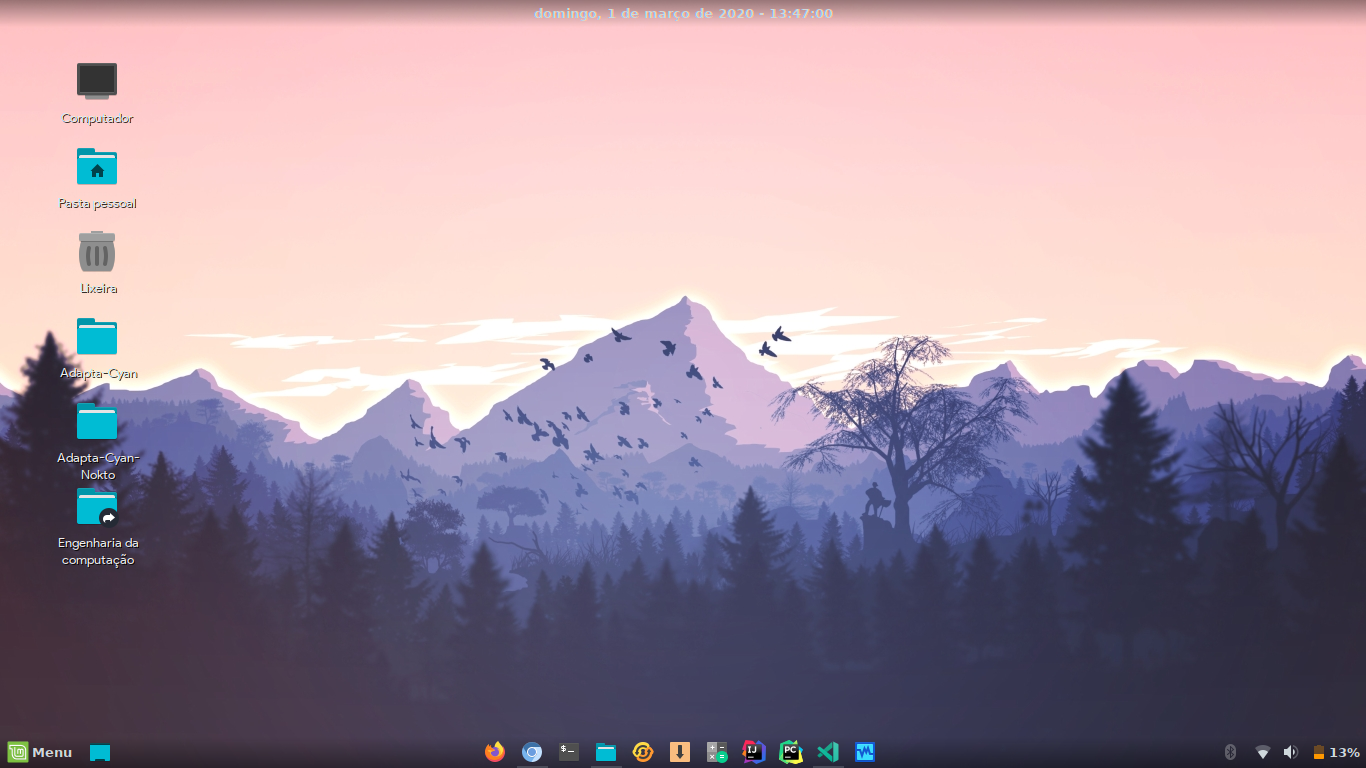 domingo, 1 de março de 2020 - 13:47:00
Computador
Pasta pessoal
Lixeira
Adapta-Cyan
Adapta-Cyan-
Nokto
Engenharia da
computação
Menu
$-
IJ
PC
13%